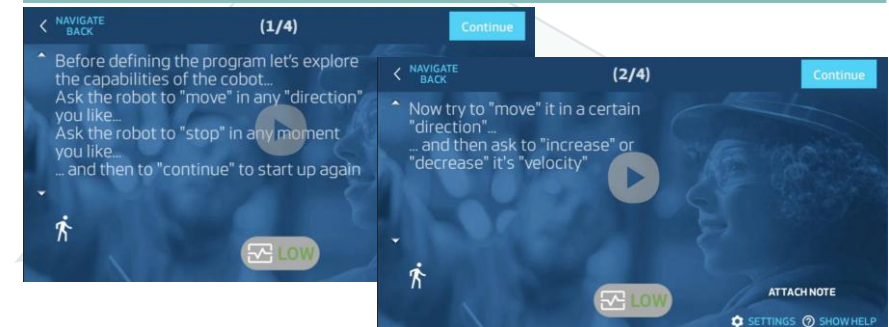 NAVIGATE
BACK
(1/4)
Continue
Before defining the program let's explore
the capabilities of the cobot...
Ask the robot to "move" in any "direction"
you like...
Ask the robot to "stop" in any moment
you like...
... and then to "continue" to start up again
LOW
NAVIGATE
BACK
(2/4)
Continue
Now try to "move" it in a certain
"direction"...
... and then ask to "increase" or
"decrease" it's "velocity"
LOW
ATTACH NOTE
SETTINGS
SHOW HELP